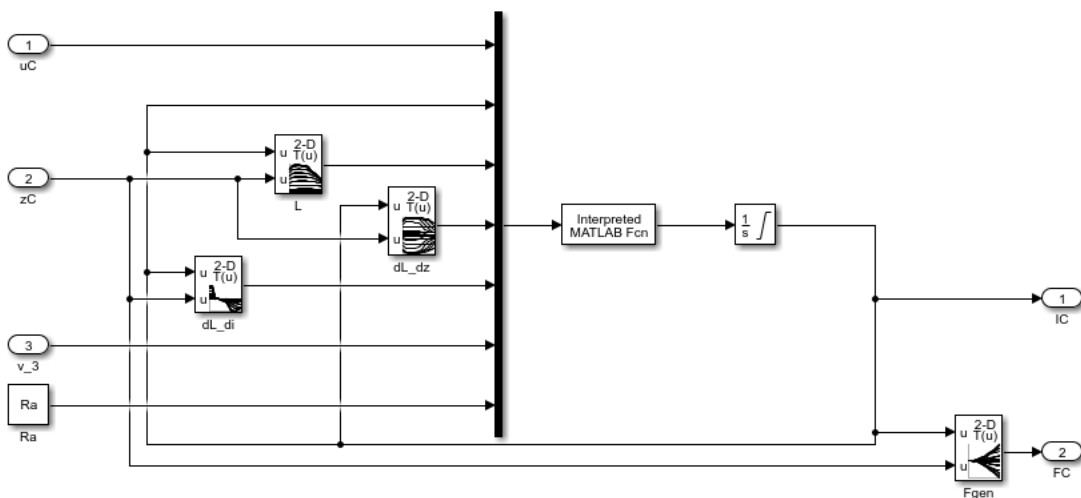 1
uC
2-D
T(u)
u
u
L
2
zC
2-D
T(u)
u
u
dL_dz
Interpreted
MATLAB Fcn
1
s
2-D
T(u)
u
u
dL_di
1
IC
3
v_3
Ra
Ra
2-D
T(u)
u
u
Fgen
2
FC